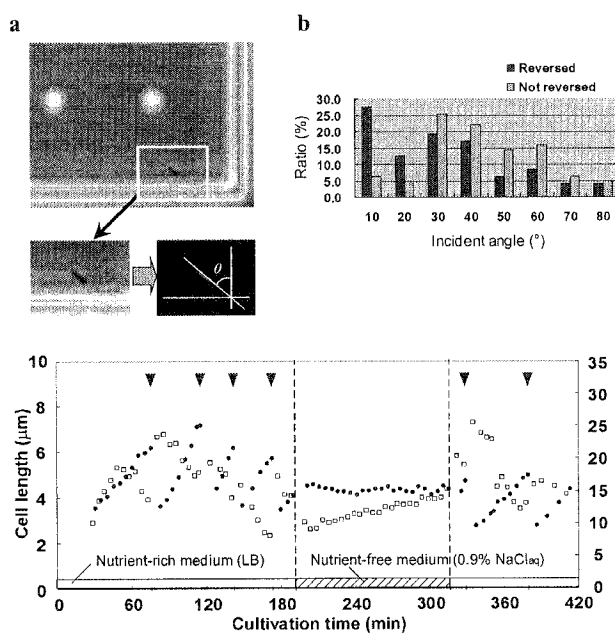 a
b
Reversed
Not reversed
30.0
25.0
20.0
15.0
10.0
5.0
0.0
Ratio (%)
10 20 30 40 50 60 70 80
Incident angle (°)
θ
10
8
6
4
2
0
Cell length (μm)
35
30
25
20
15
10
5
0
Nutrient-rich medium (LB)
Nutrient-free medium (0.9% NaClaq)
0 60 120 180 240 300 360 420
Cultivation time (min)